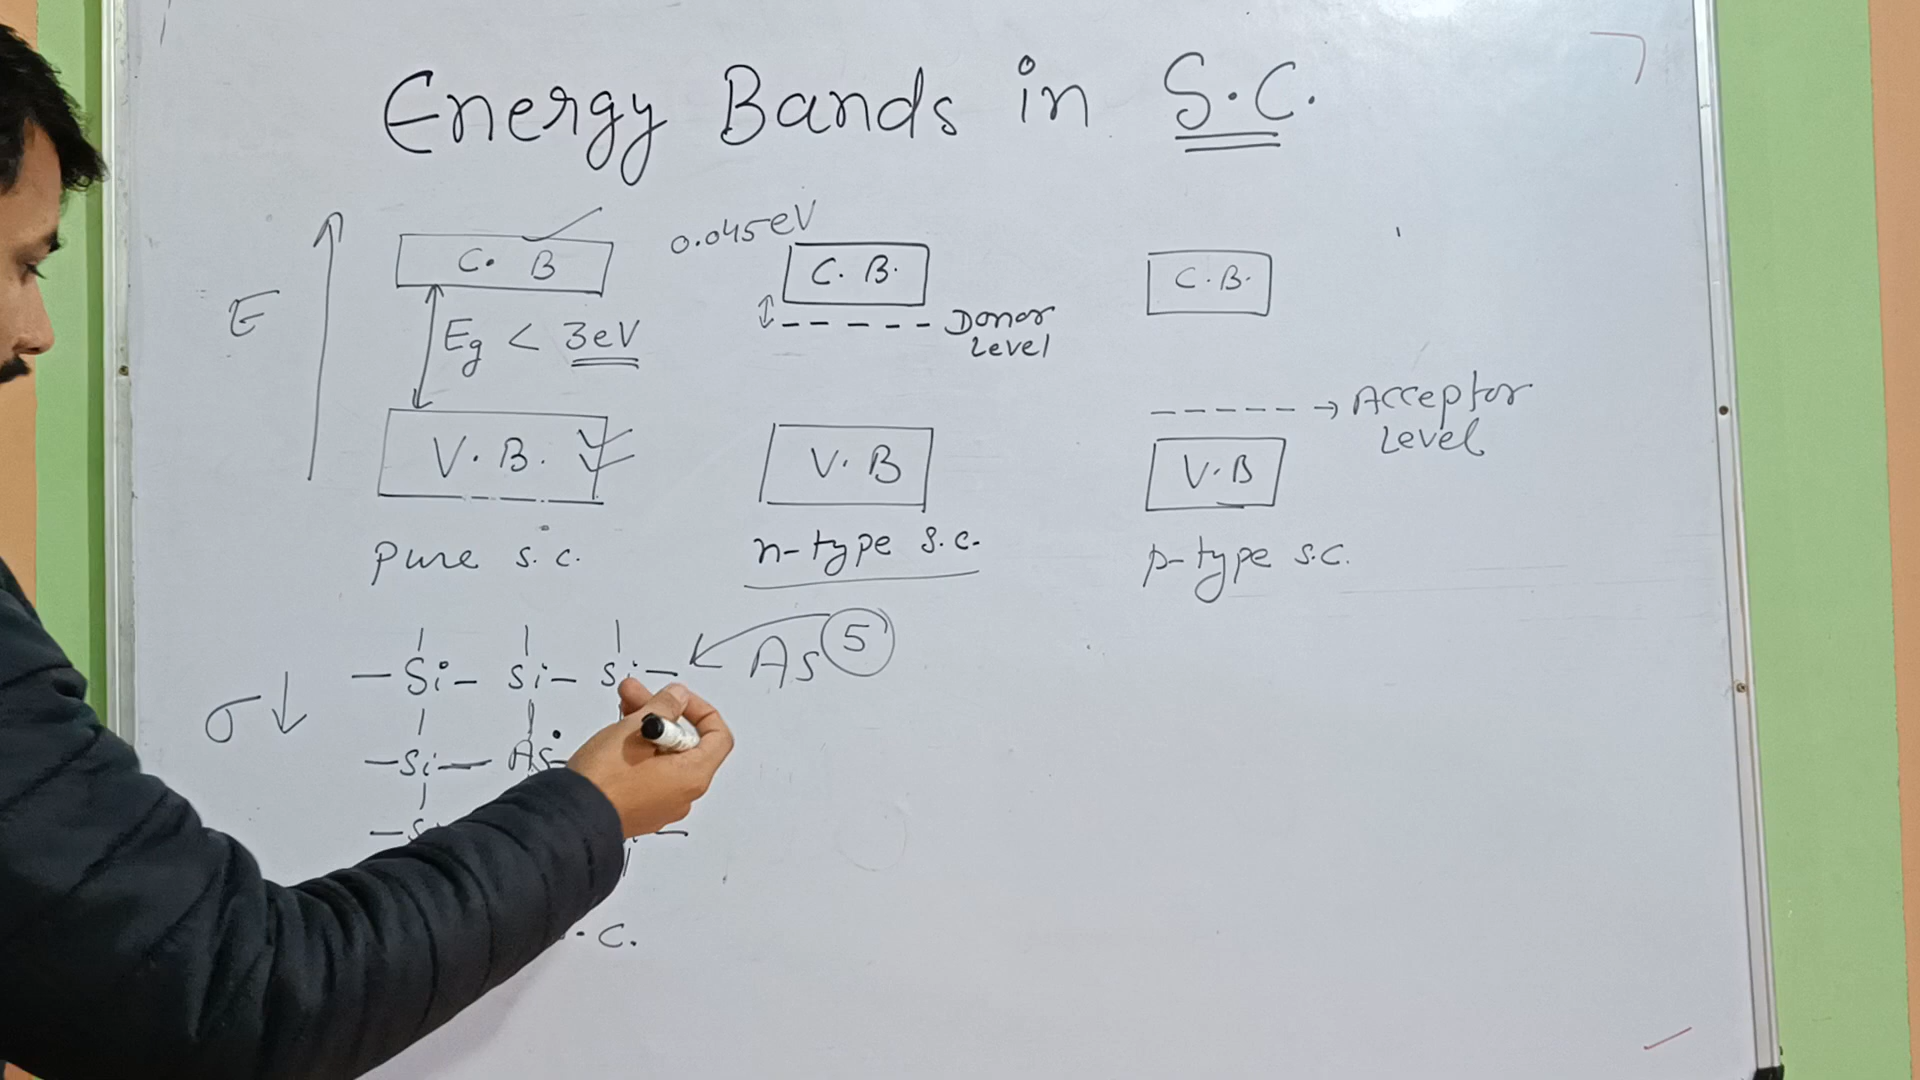 Energy Bands in S.C.
E
C. B
Eg < 3eV
V. B.
pure s.c.
0.045eV
C. B.
Donor
Level
V. B
n-type s.c.
C. B.
Acceptor
Level
V. B
p-type s.c.
σ↓
– Si – Si – Si –
As 5
– Si – As